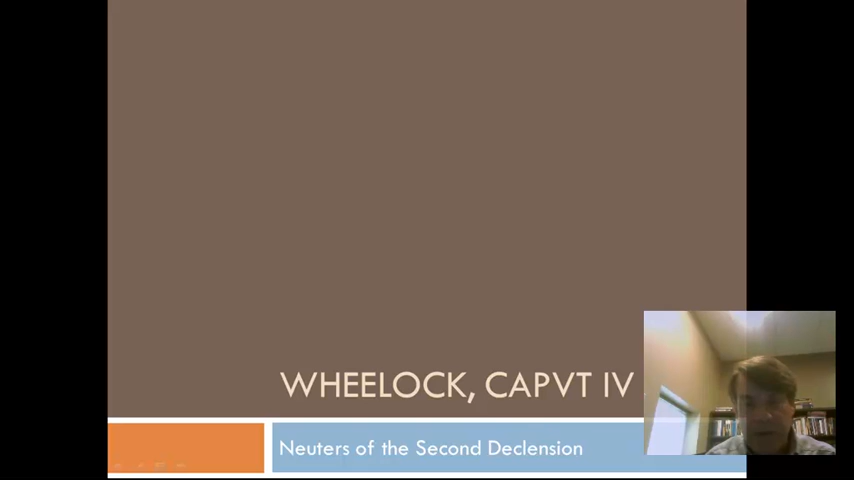 WHEELOCK, CAPVT IV
Neuters of the Second Declension